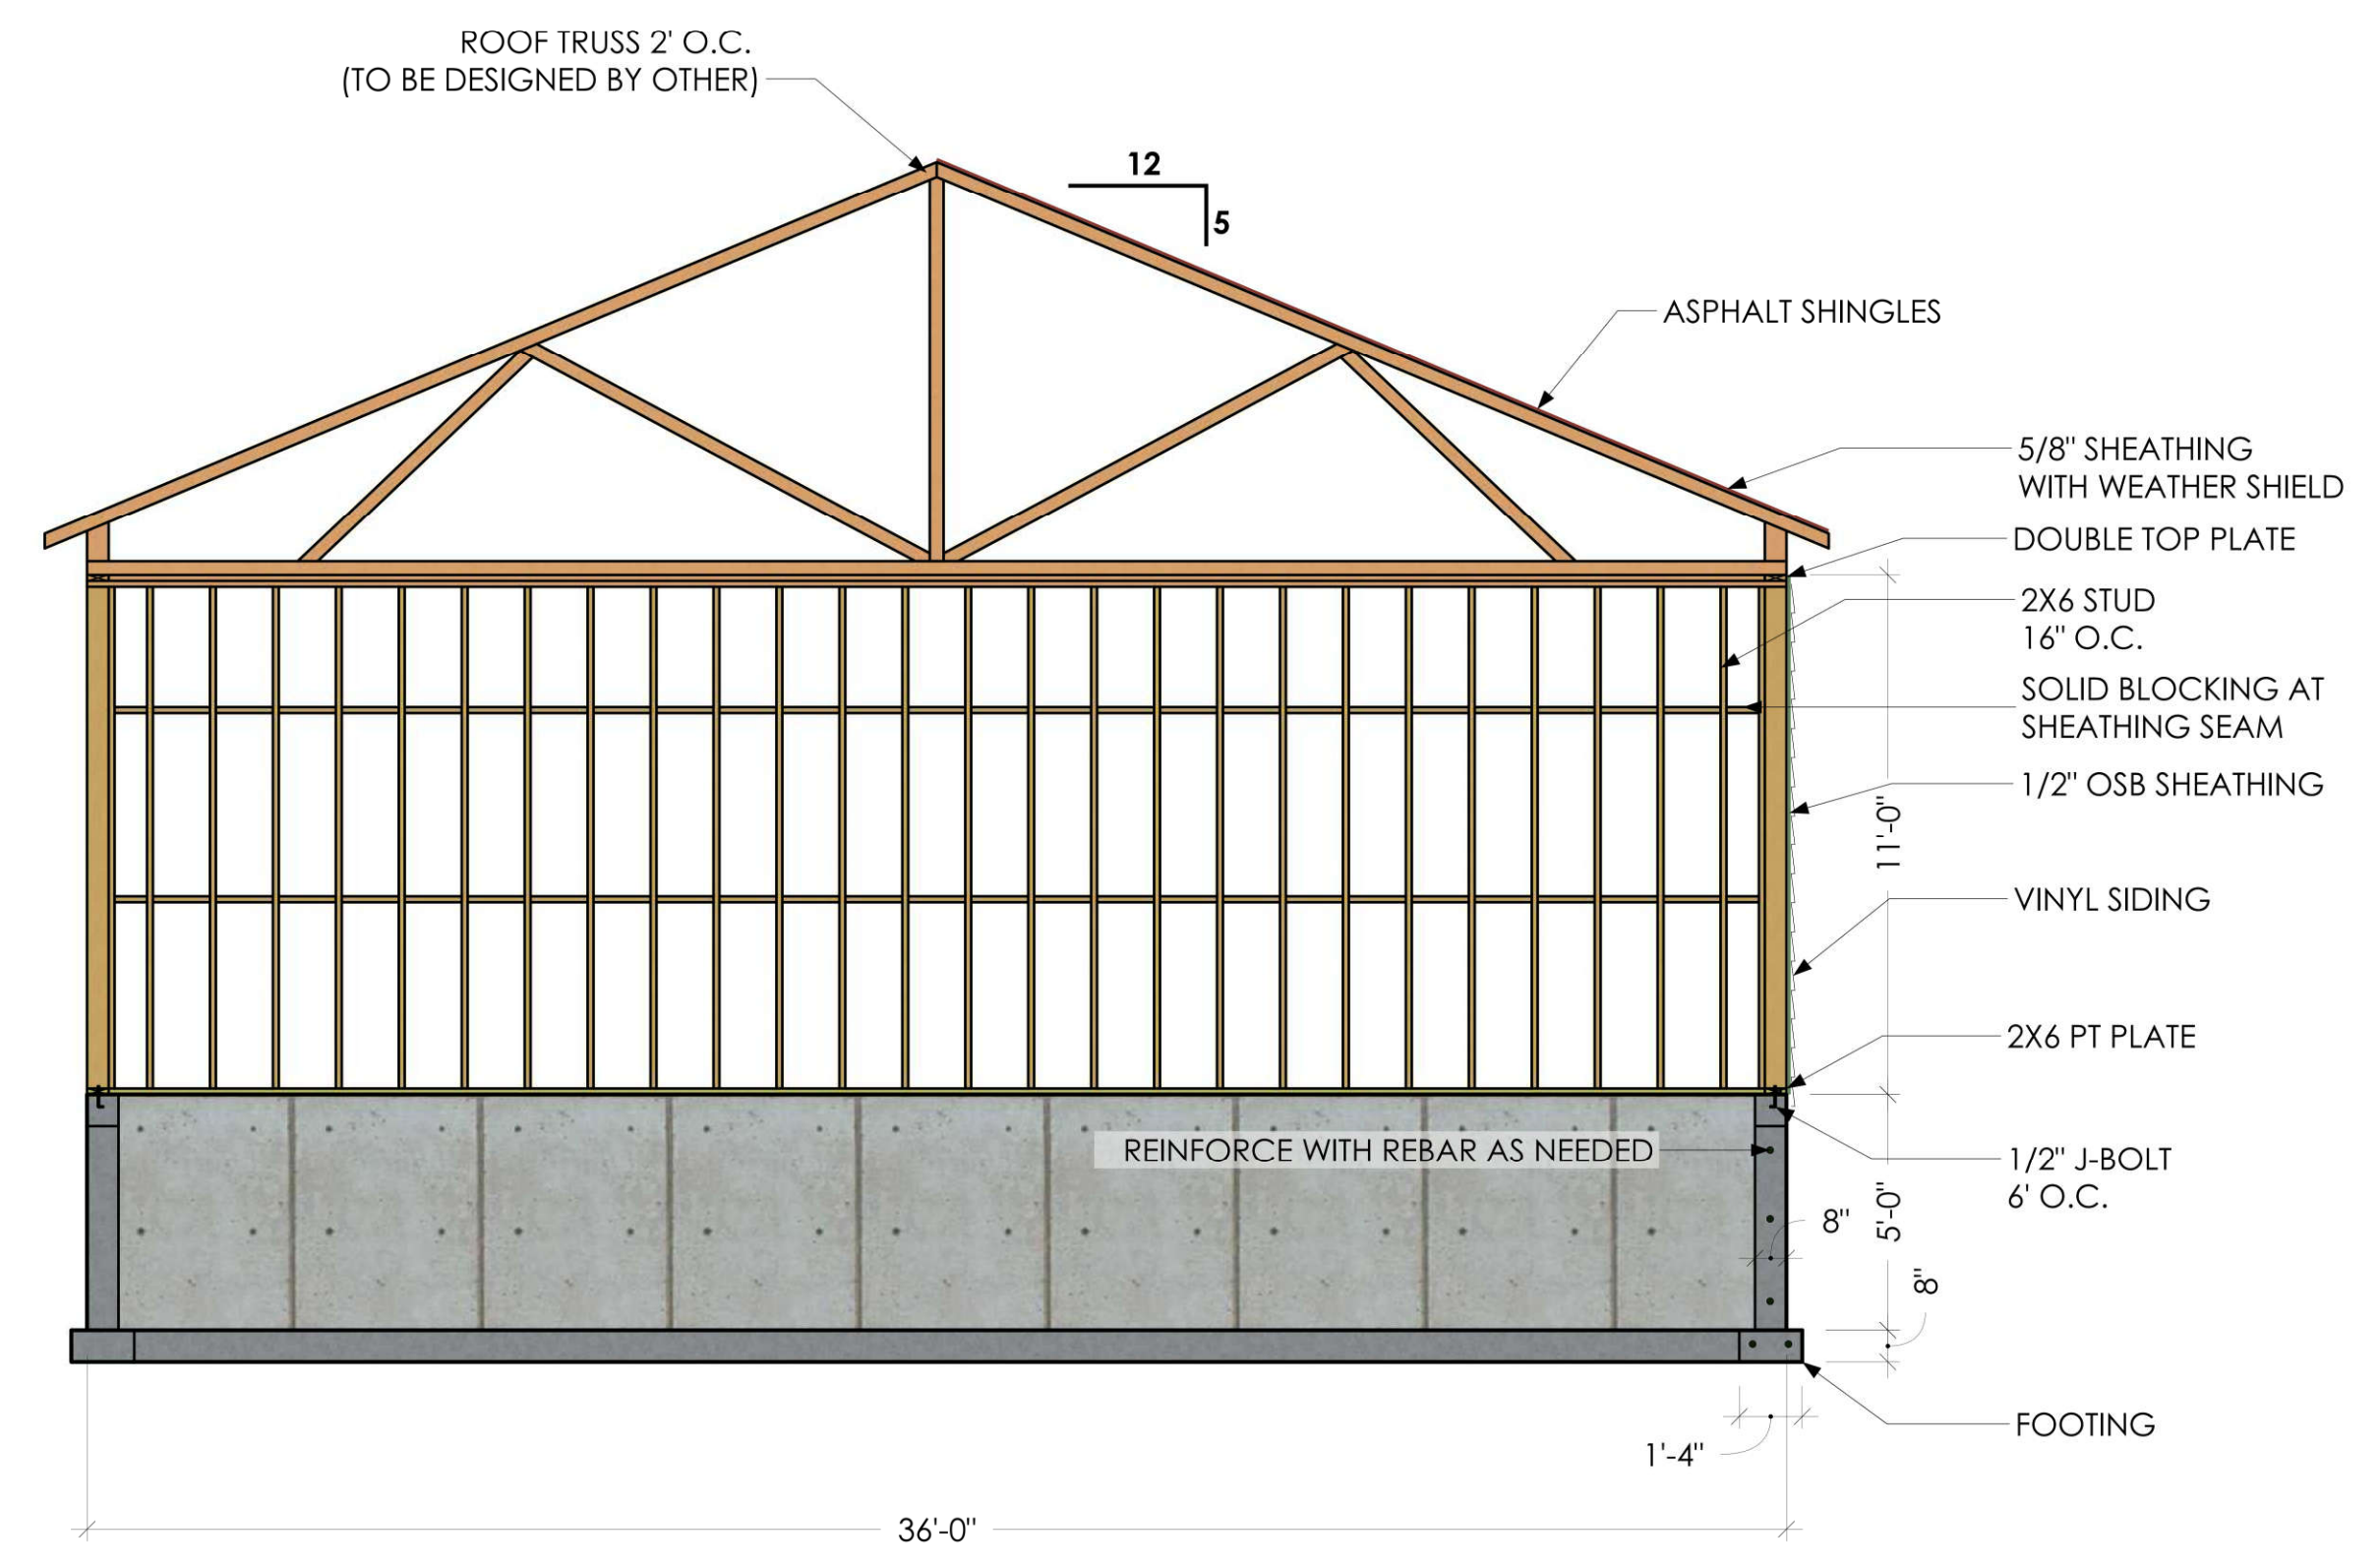 ROOF TRUSS 2' O.C.
(TO BE DESIGNED BY OTHER)
12
5
ASPHALT SHINGLES
5/8" SHEATHING
WITH WEATHER SHIELD
DOUBLE TOP PLATE
2X6 STUD
16" O.C.
SOLID BLOCKING AT
SHEATHING SEAM
1/2" OSB SHEATHING
11'-0"
VINYL SIDING
2X6 PT PLATE
REINFORCE WITH REBAR AS NEEDED
1/2" J-BOLT
6' O.C.
8"
5'-0"
8"
FOOTING
1'-4"
36'-0"